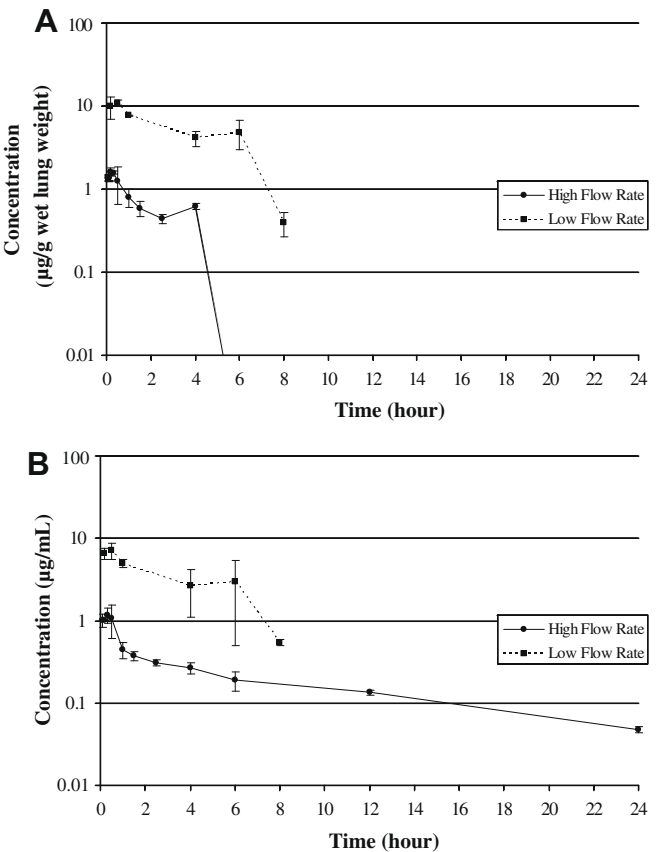 A
100
10
1
0.1
0.01
Concentration
(µg/g wet lung weight)
0 2 4 6 8 10 12 14 16 18 20 22 24
Time (hour)
High Flow Rate
Low Flow Rate
B
100
10
1
0.1
0.01
Concentration (µg/mL)
0 2 4 6 8 10 12 14 16 18 20 22 24
Time (hour)
High Flow Rate
Low Flow Rate